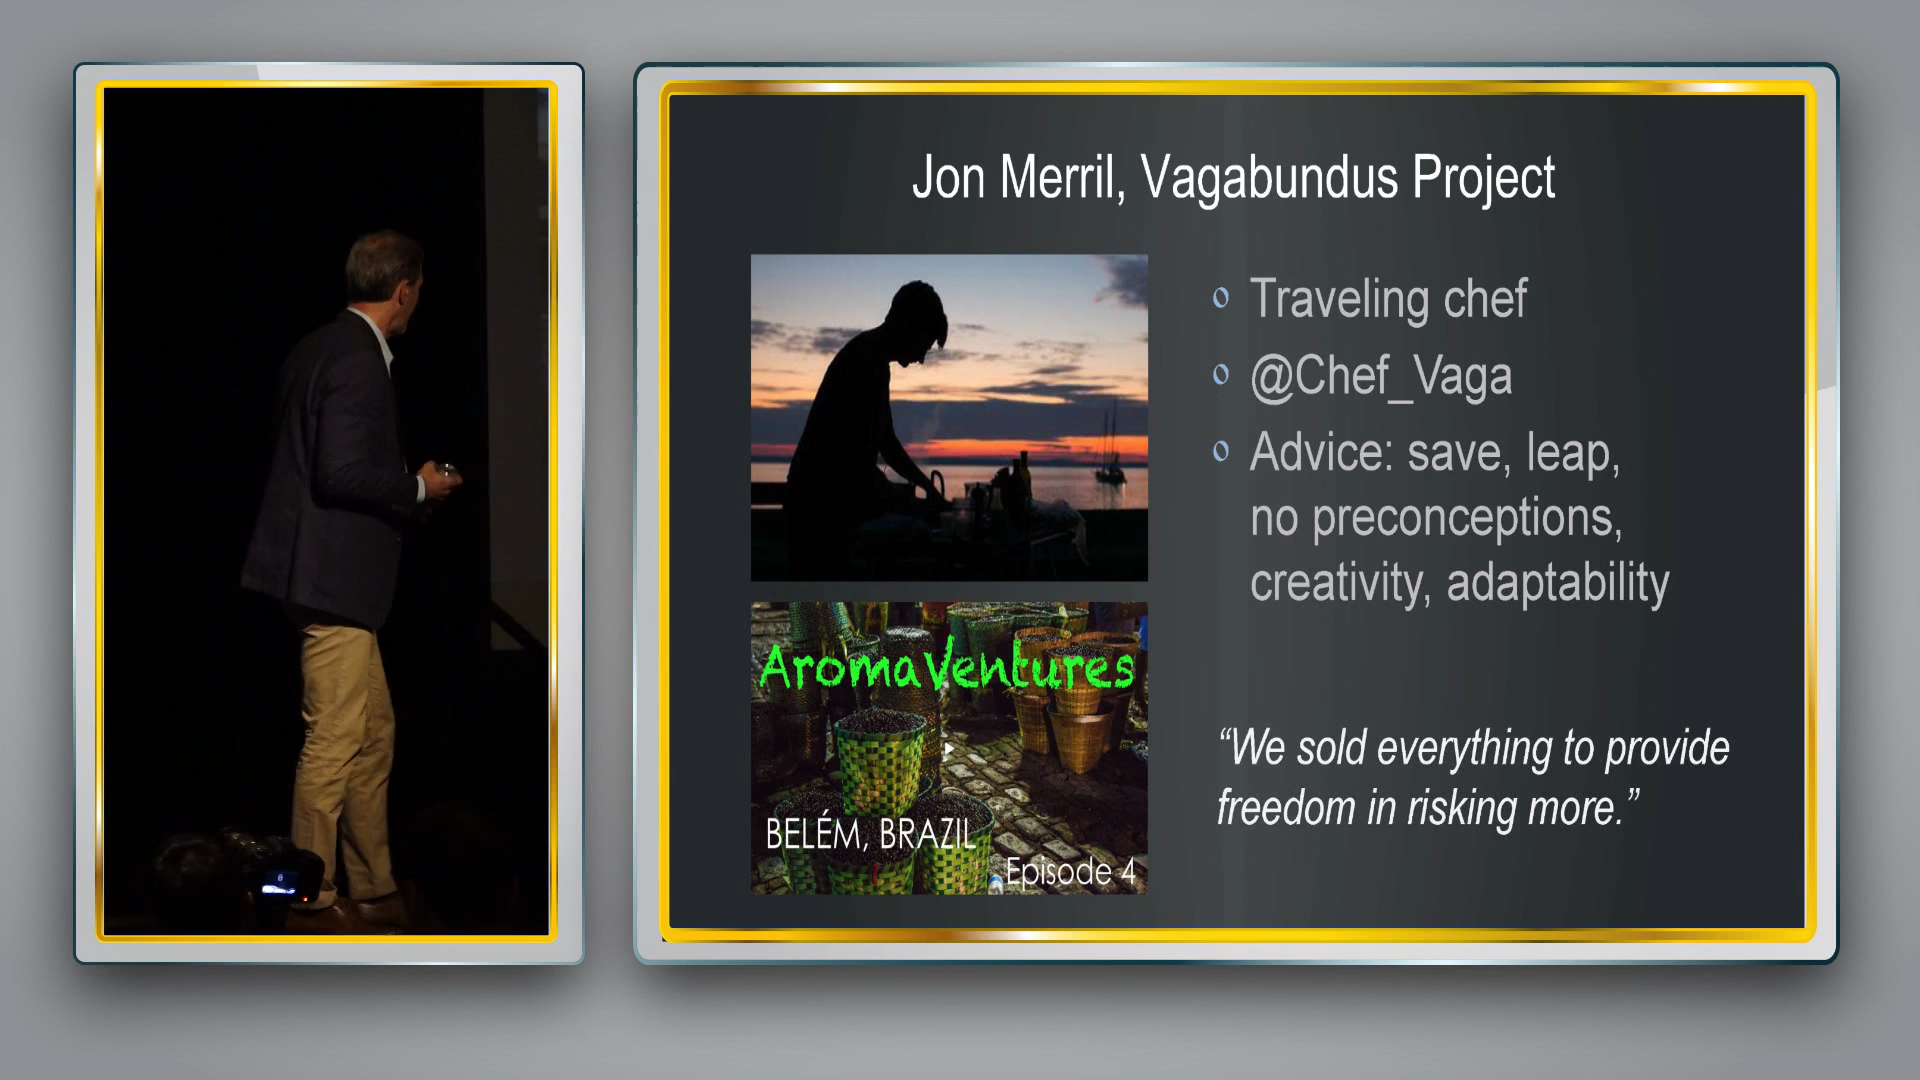 Jon Merril, Vagabundus Project
Traveling chef
@Chef_Vaga
Advice: save, leap,
no preconceptions,
creativity, adaptability
AromaVentures
BELÉM, BRAZIL
Episode 4
“We sold everything to provide
freedom in risking more.”